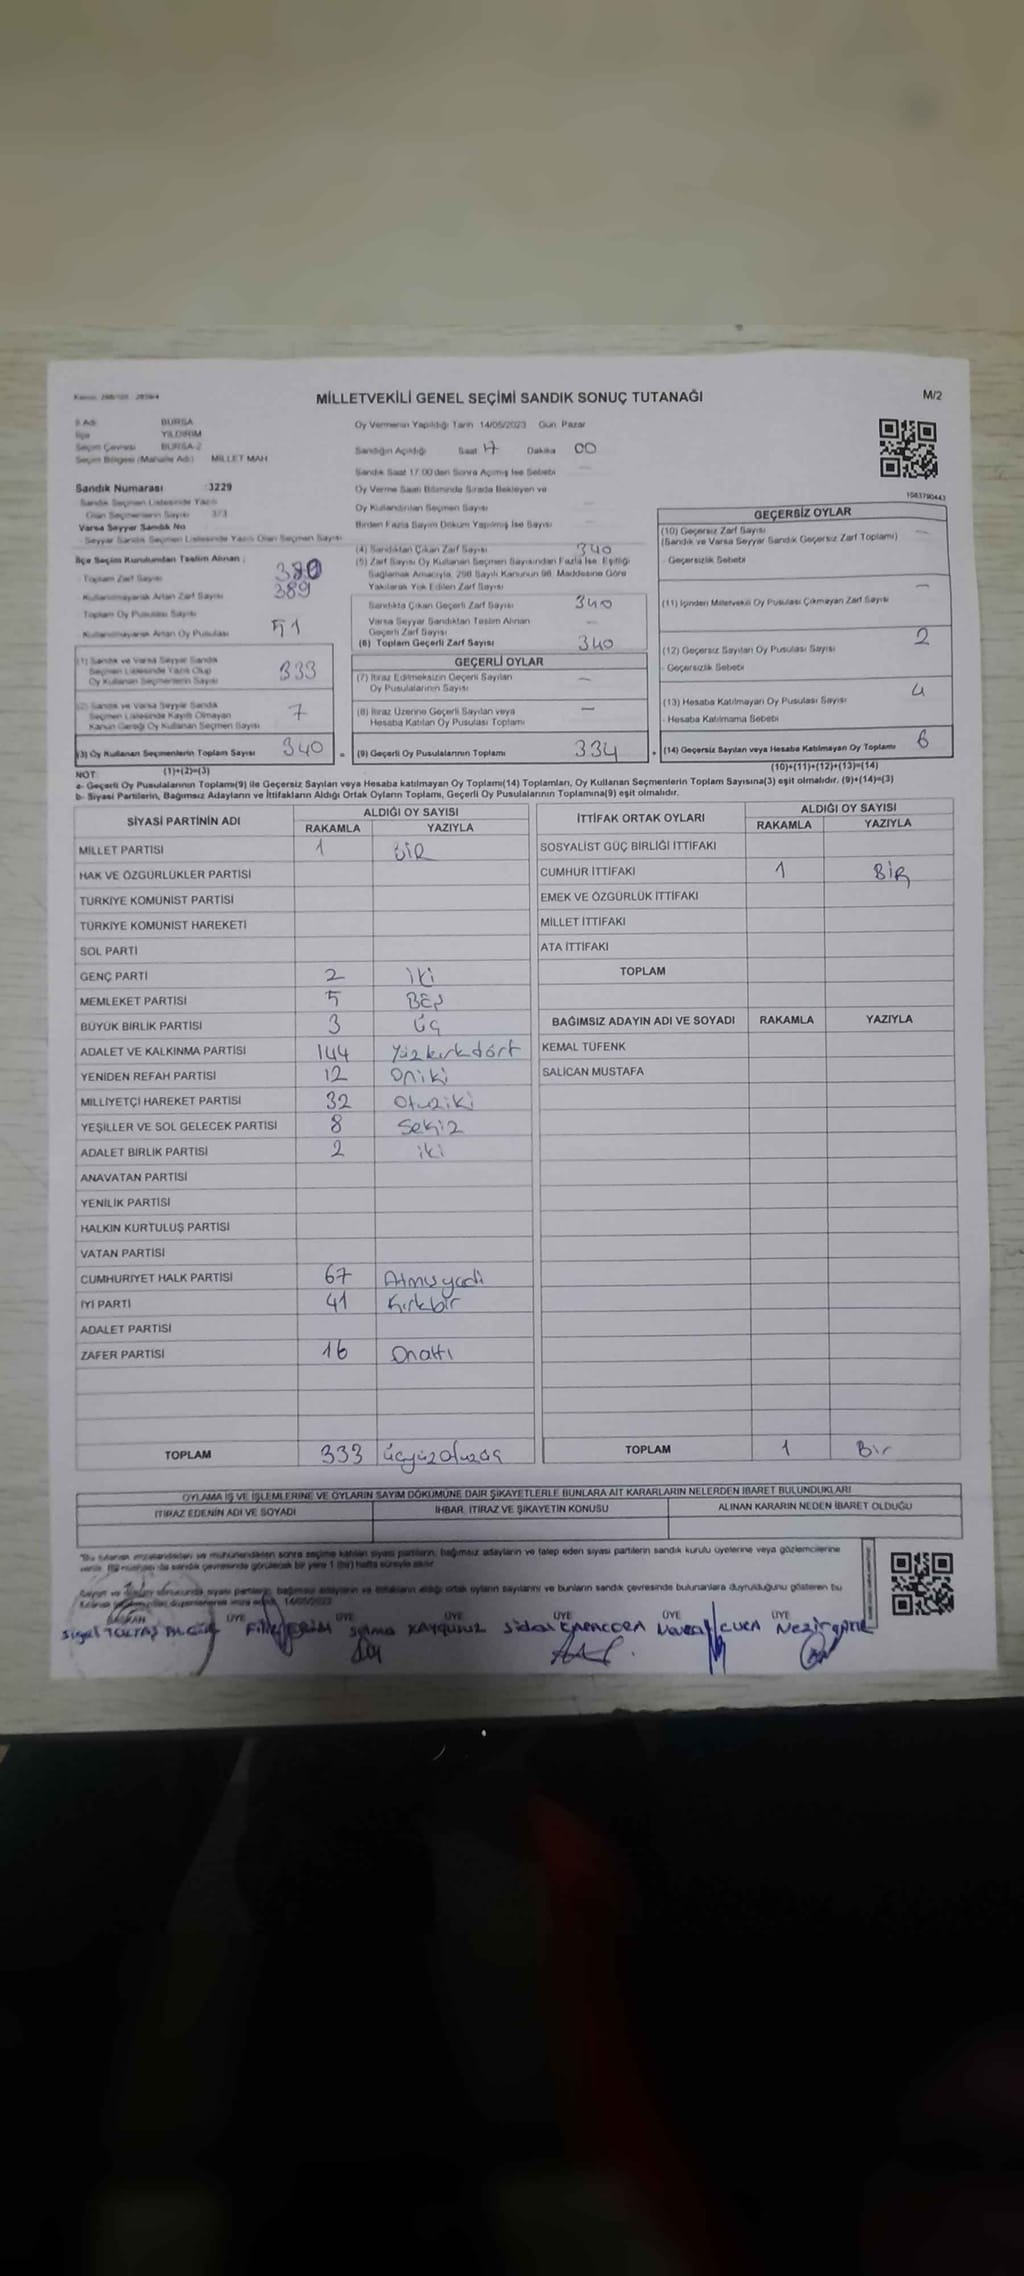 MİLLETVEKİLİ GENEL SEÇİMİ SANDIK SONUÇ TUTANAĞI
M/2
İl Adı BURSA
İlçe YILDIRIM
Seçim Çevresi BURSA-2
Seçim Bölgesi (Mahalle Adı) MİLLET MAH
Oy Vermenin Yapıldığı Tarih 14/05/2023 Gün Pazar
Sandığın Açıldığı Saat 17 Dakika 00
Sandık Saat 17:00'den Sonra Açılmış İse Sebebi
Oy Verme Saati Bitiminde Sırada Bekleyen ve
Oy Kullandırılan Seçmen Sayısı
Birden Fazla Sayım Döküm Yapılmış İse Sayısı
1083790443
Sandık Numarası 3229
Sandık Seçmen Listesinde Yazılı
Olan Seçmenlerin Sayısı 373
Varsa Seyyar Sandık No
Seyyar Sandık Seçmen Listesinde Yazılı Olan Seçmen Sayısı
İlçe Seçim Kurulundan Teslim Alınan :
Toplam Zarf Sayısı
Kullanılmayarak Artan Zarf Sayısı 389
Toplam Oy Pusulası Sayısı
Kullanılmayarak Artan Oy Pusulası 51
(1) Sandık ve Varsa Seyyar Sandık
Seçmen Listesinde Yazılı Olup
Oy Kullanan Seçmenlerin Sayısı 333
(2) Sandık ve Varsa Seyyar Sandık
Seçmen Listesinde Kayıtlı Olmayan
Kanun Gereği Oy Kullanan Seçmen Sayısı 7
(3) Oy Kullanan Seçmenlerin Toplam Sayısı 340
(1)+(2)=(3)
(4) Sandıktan Çıkan Zarf Sayısı 340
(5) Zarf Sayısı Oy Kullanan Seçmen Sayısından Fazla İse, Eşitliği
Sağlamak Amacıyla, 298 Sayılı Kanunun 98. Maddesine Göre
Yakılarak Yok Edilen Zarf Sayısı
Sandıkta Çıkan Geçerli Zarf Sayısı 340
Varsa Seyyar Sandıktan Teslim Alınan
Geçerli Zarf Sayısı
(6) Toplam Geçerli Zarf Sayısı 340
GEÇERLİ OYLAR
(7) İtiraz Edilmeksizin Geçerli Sayılan
Oy Pusulalarının Sayısı —
(8) İtiraz Üzerine Geçerli Sayılan veya
Hesaba Katılan Oy Pusulası Toplamı —
(9) Geçerli Oy Pusulalarının Toplamı 334
GEÇERSİZ OYLAR
(10) Geçersiz Zarf Sayısı
(Sandık ve Varsa Seyyar Sandık Geçersiz Zarf Toplamı) —
- Geçersizlik Sebebi
(11) İçinden Milletvekili Oy Pusulası Çıkmayan Zarf Sayısı —
(12) Geçersiz Sayılan Oy Pusulası Sayısı 2
- Geçersizlik Sebebi
(13) Hesaba Katılmayan Oy Pusulası Sayısı 4
- Hesaba Katılmama Sebebi
(14) Geçersiz Sayılan veya Hesaba Katılmayan Oy Toplamı 6
(10)+(11)+(12)+(13)=(14)
NOT
a- Geçerli Oy Pusulalarının Toplamı(9) ile Geçersiz Sayılan veya Hesaba katılmayan Oy Toplamı(14) Toplamları, Oy Kullanan Seçmenlerin Toplam Sayısına(3) eşit olmalıdır. (9)+(14)=(3)
b- Siyasi Partilerin, Bağımsız Adayların ve İttifakların Aldığı Ortak Oyların Toplamı, Geçerli Oy Pusulalarının Toplamına(9) eşit olmalıdır.
SİYASİ PARTİNİN ADI ALDIĞI OY SAYISI
RAKAMLA YAZIYLA
MİLLET PARTİSİ 1 BİR
HAK VE ÖZGÜRLÜKLER PARTİSİ
TÜRKİYE KOMÜNİST PARTİSİ
TÜRKİYE KOMÜNİST HAREKETİ
SOL PARTİ
GENÇ PARTİ 2 iki
MEMLEKET PARTİSİ 5 BEŞ
BÜYÜK BİRLİK PARTİSİ 3 Üç
ADALET VE KALKINMA PARTİSİ 144 Yüzkırkdört
YENİDEN REFAH PARTİSİ 12 Oniki
MİLLİYETÇİ HAREKET PARTİSİ 32 Otuziki
YEŞİLLER VE SOL GELECEK PARTİSİ 8 Sekiz
ADALET BİRLİK PARTİSİ 2 iki
ANAVATAN PARTİSİ
YENİLİK PARTİSİ
HALKIN KURTULUŞ PARTİSİ
VATAN PARTİSİ
CUMHURİYET HALK PARTİSİ 67 Atmışyedi
İYİ PARTİ 41 Kırkbir
ADALET PARTİSİ
ZAFER PARTİSİ 16 Onaltı
TOPLAM 333 üçyüzotuzüç
İTTİFAK ORTAK OYLARI ALDIĞI OY SAYISI
RAKAMLA YAZIYLA
SOSYALİST GÜÇ BİRLİĞİ İTTİFAKI
CUMHUR İTTİFAKI 1 BİR
EMEK VE ÖZGÜRLÜK İTTİFAKI
MİLLET İTTİFAKI
ATA İTTİFAKI
TOPLAM
BAĞIMSIZ ADAYIN ADI VE SOYADI RAKAMLA YAZIYLA
KEMAL TÜFENK
SALİCAN MUSTAFA
TOPLAM 1 Bir
OYLAMA İŞ VE İŞLEMLERİNE VE OYLARIN SAYIM DÖKÜMÜNE DAİR ŞİKAYETLERLE BUNLARA AİT KARARLARIN NELERDEN İBARET BULUNDUKLARI
İTİRAZ EDENİN ADI VE SOYADI İHBAR, İTİRAZ VE ŞİKAYETİN KONUSU ALINAN KARARIN NEDEN İBARET OLDUĞU
BAŞKAN ÜYE ÜYE ÜYE ÜYE ÜYE
selma KAYGUSUZ